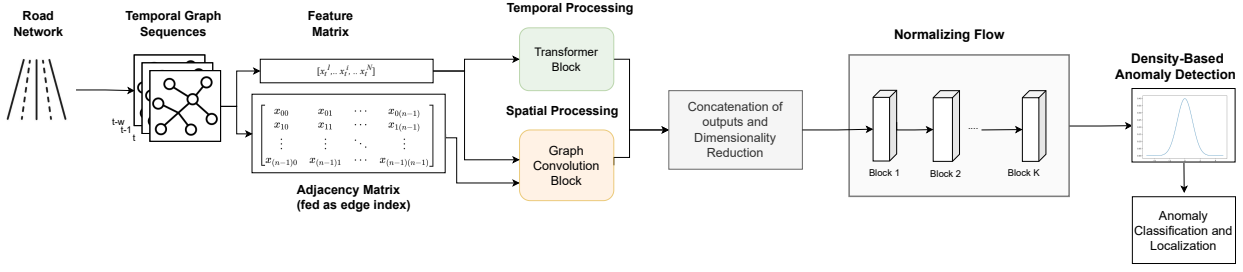 Road
Network
Temporal Graph
Sequences
t-w
t-1
t
Feature
Matrix
[x_t^1,.. x_t^i, .. x_t^N]
x_00 x_01 ⋯ x_0(n−1)
x_10 x_11 ⋯ x_1(n−1)
⋮ ⋮ ⋱ ⋮
x_(n−1)0 x_(n−1)1 ⋯ x_(n−1)(n−1)
Adjacency Matrix
(fed as edge index)
Temporal Processing
Transformer
Block
Spatial Processing
Graph
Convolution
Block
Concatenation of
outputs and
Dimensionality
Reduction
Normalizing Flow
....
Block 1
Block 2
Block K
Density-Based
Anomaly Detection
Anomaly
Classification and
Localization